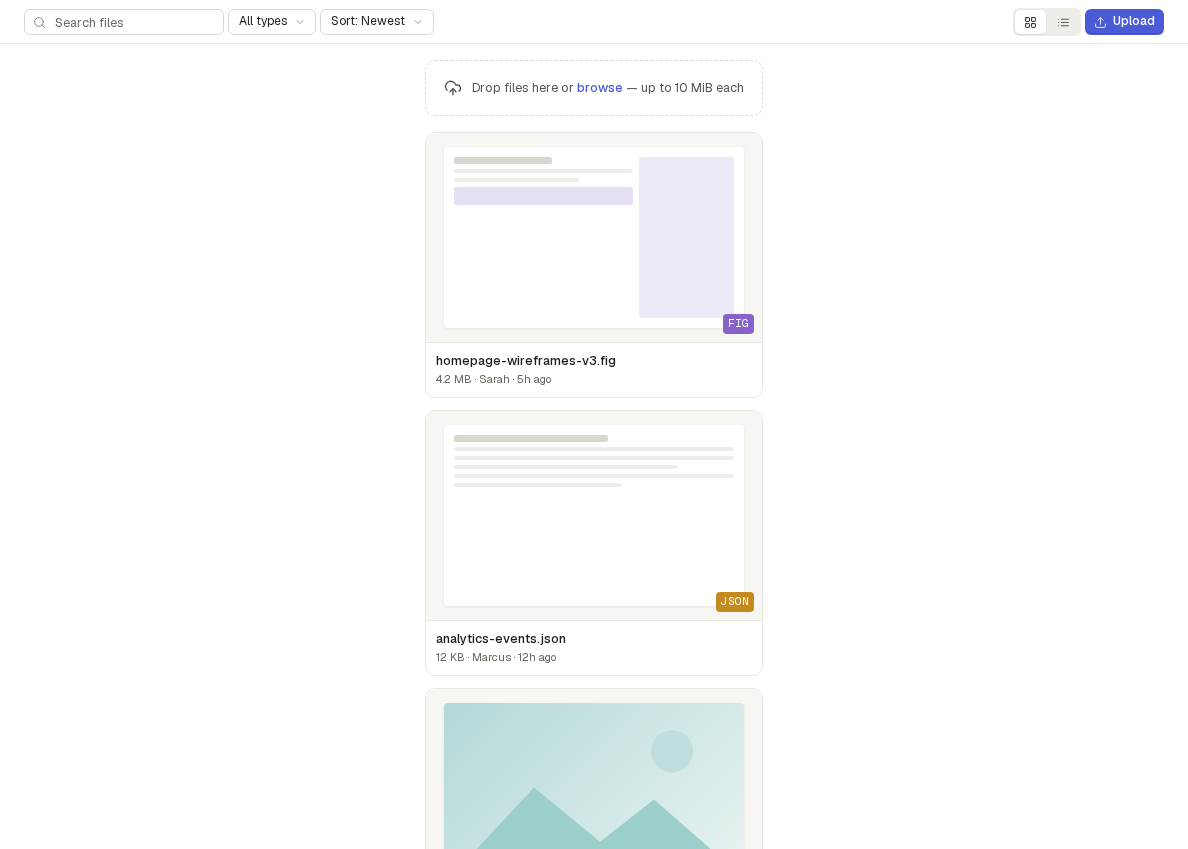 Search files
All types
Sort: Newest
Upload
Drop files here or browse — up to 10 MiB each
FIG
homepage-wireframes-v3.fig
4.2 MB · Sarah · 5h ago
JSON
analytics-events.json
12 KB · Marcus · 12h ago